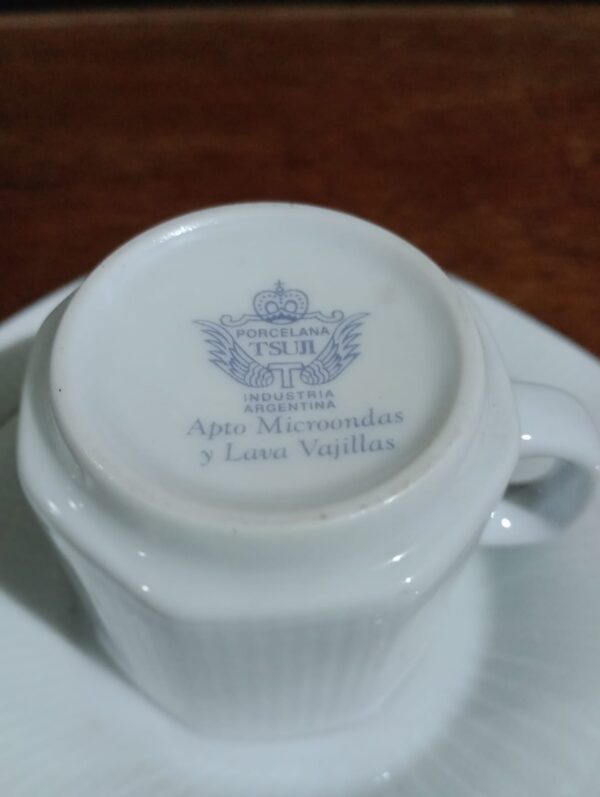 PORCELANA
TSUJI
T
INDUSTRIA
ARGENTINA
Apto Microondas
y Lava Vajillas